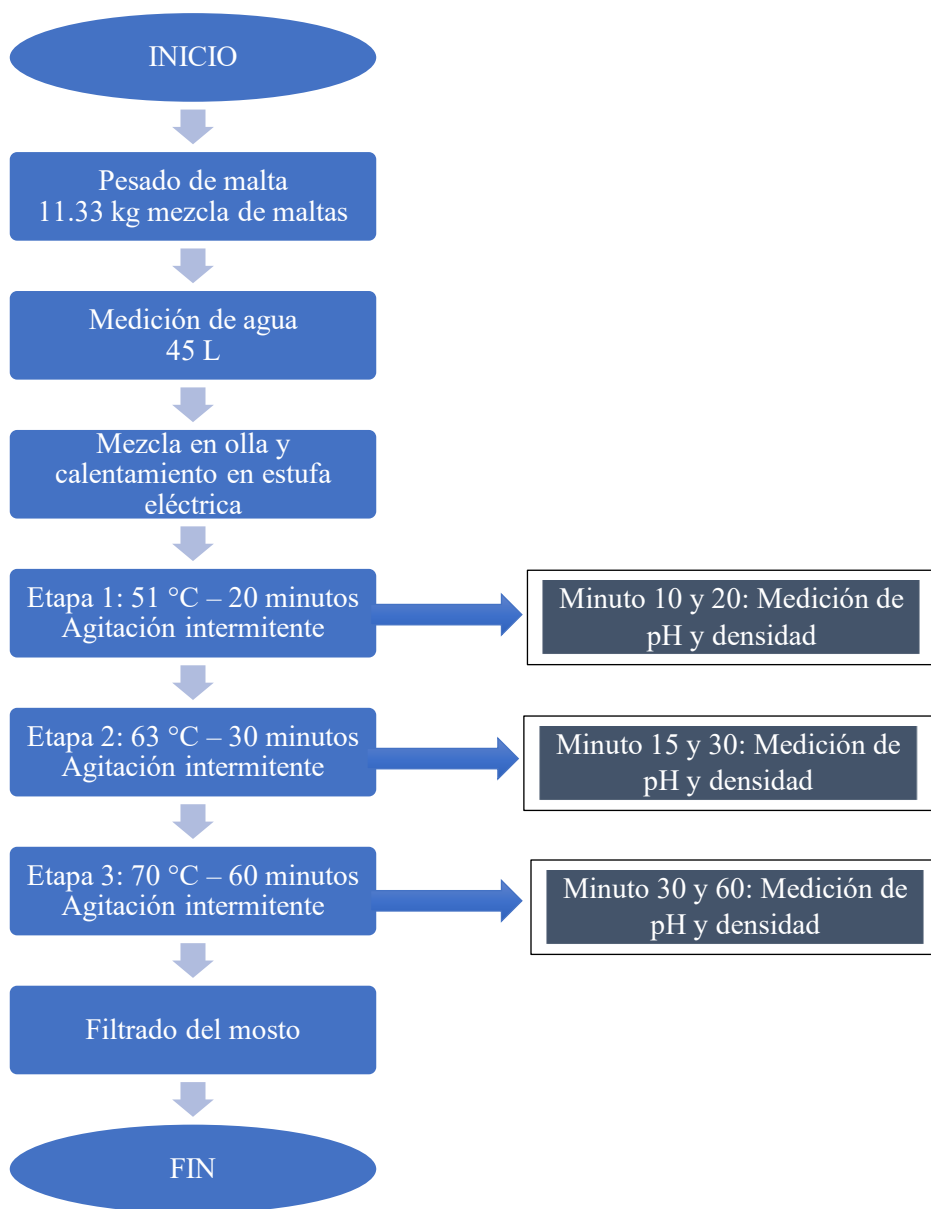 INICIO
Pesado de malta
11.33 kg mezcla de maltas
Medición de agua
45 L
Mezcla en olla y
calentamiento en estufa
eléctrica
Etapa 1: 51 °C – 20 minutos
Agitación intermitente
Minuto 10 y 20: Medición de
pH y densidad
Etapa 2: 63 °C – 30 minutos
Agitación intermitente
Minuto 15 y 30: Medición de
pH y densidad
Etapa 3: 70 °C – 60 minutos
Agitación intermitente
Minuto 30 y 60: Medición de
pH y densidad
Filtrado del mosto
FIN